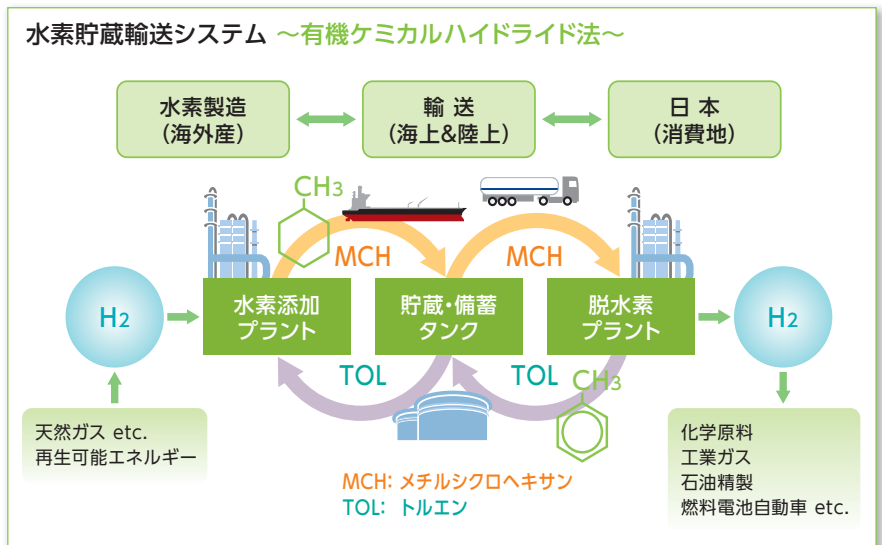 水素貯蔵輸送システム ～有機ケミカルハイドライド法～
水素製造
（海外産）
輸 送
（海上&陸上）
日 本
（消費地）
CH3
MCH
MCH
H2
水素添加
プラント
貯蔵・備蓄
タンク
脱水素
プラント
H2
TOL
TOL
CH3
天然ガス etc.
再生可能エネルギー
化学原料
工業ガス
石油精製
燃料電池自動車 etc.
MCH: メチルシクロヘキサン
TOL: トルエン